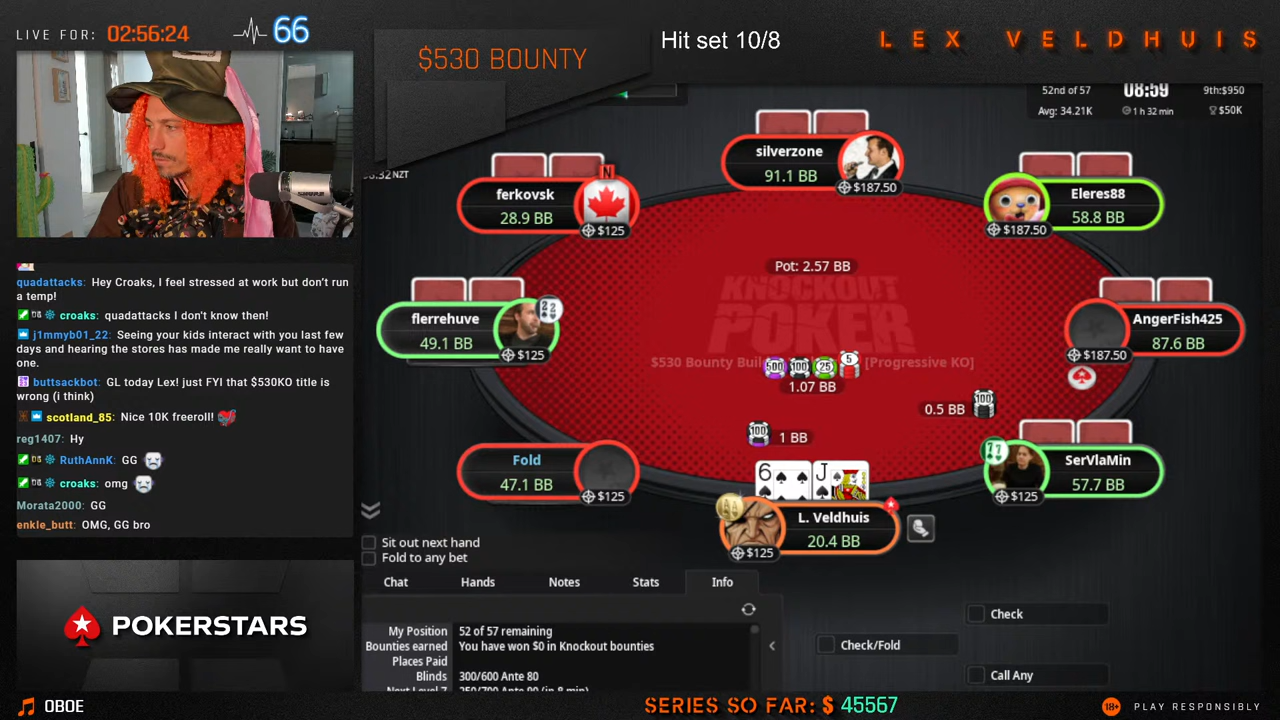 LIVE FOR: 02:56:24
66
$530 BOUNTY
Hit set 10/8
LEX VELDHUIS
52nd of 57
08:59
9th:$950
Avg: 34.21K
1 h 32 min
$50K
NZT
silverzone
91.1 BB
$187.50
ferkovsk
28.9 BB
N
$125
Eleres88
58.8 BB
$187.50
Pot: 2.57 BB
KNOCKOUT
POKER
flerrehuve
49.1 BB
$125
AngerFish425
87.6 BB
$187.50
$530 Bounty Buil
[Progressive KO]
500
100
25
5
1.07 BB
0.5 BB
100
100
1 BB
Fold
47.1 BB
$125
6
J
SerVlaMin
57.7 BB
$125
L. Veldhuis
20.4 BB
$125
quadattacks: Hey Croaks, I feel stressed at work but don't run
a temp!
croaks: quadattacks I don't know then!
j1mmyb01_22: Seeing your kids interact with you last few
days and hearing the stores has made me really want to have
one.
buttsackbot: GL today Lex! just FYI that $530KO title is
wrong (i think)
scotland_85: Nice 10K freeroll!
reg1407: Hy
RuthAnnK: GG
croaks: omg
Morata2000: GG
enkle_butt: OMG, GG bro
Sit out next hand
Fold to any bet
Chat
Hands
Notes
Stats
Info
My Position 52 of 57 remaining
Bounties earned You have won $0 in Knockout bounties
Places Paid
Blinds 300/600 Ante 80
Check
Check/Fold
Call Any
SHURE
POKERSTARS
OBOE
SERIES SO FAR: $ 45567
18+ PLAY RESPONSIBLY